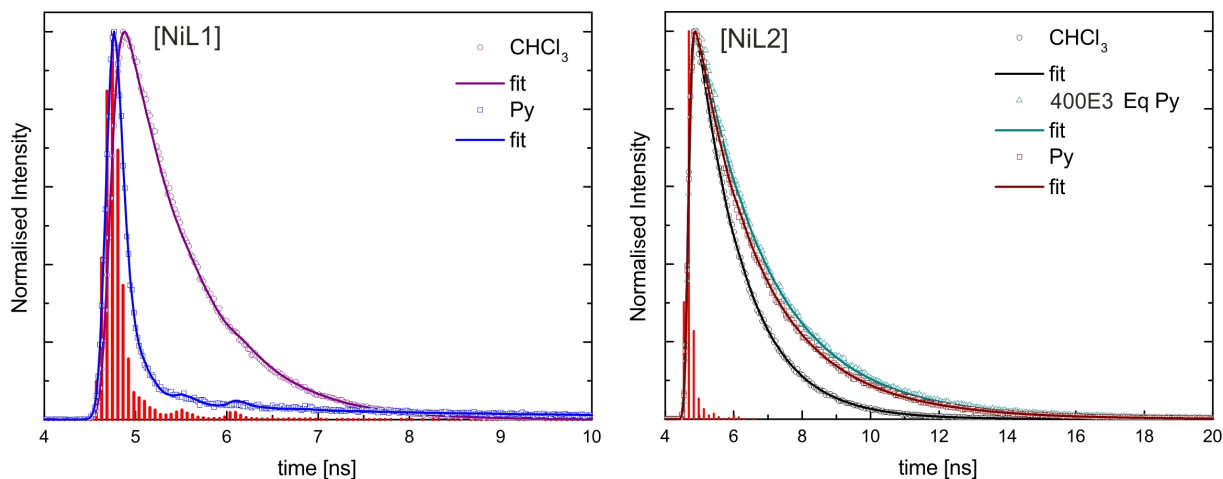 [NiL1]
CHCl3
fit
Py
fit
Normalised Intensity
4
5
6
7
8
9
10
time [ns]
[NiL2]
CHCl3
fit
400E3 Eq Py
fit
Py
fit
Normalised Intensity
4
6
8
10
12
14
16
18
20
time [ns]